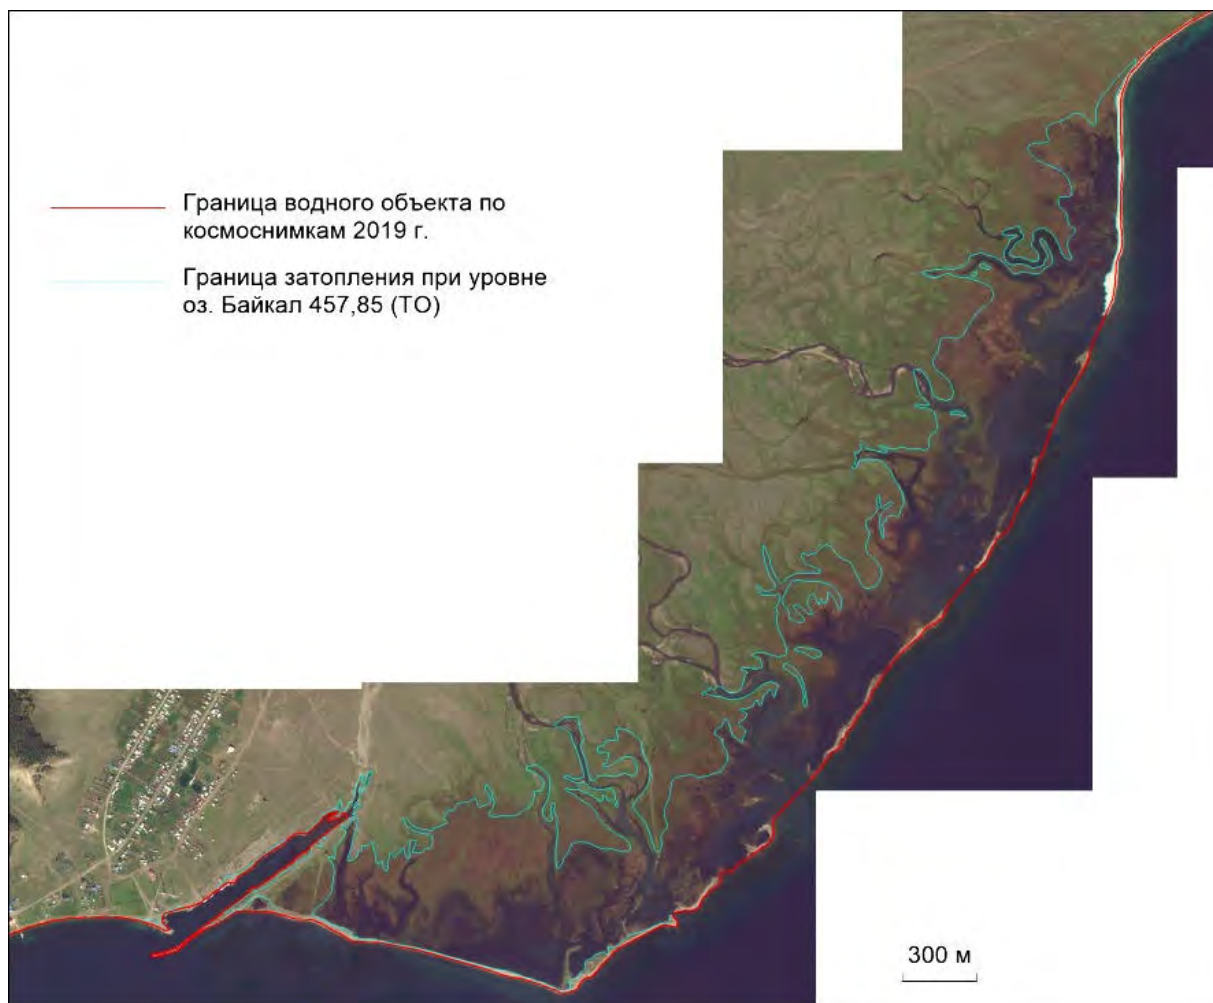 Граница водного объекта по
космоснимкам 2019 г.
Граница затопления при уровне
оз. Байкал 457,85 (ТО)
300 м